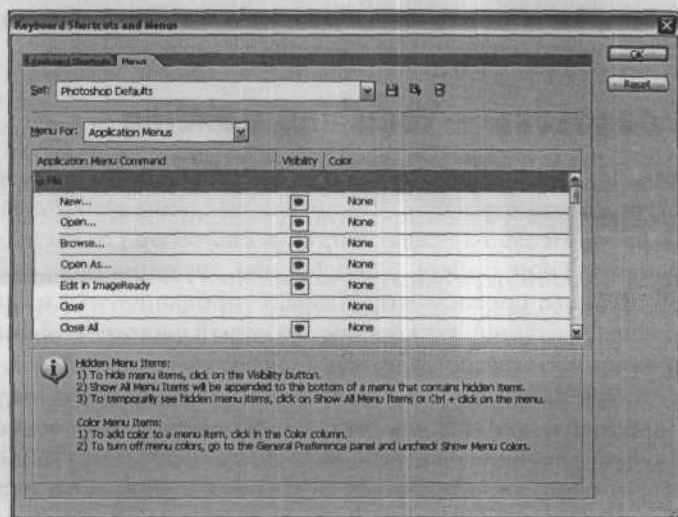 Keyboard Shortcuts and Menus
Keyboard Shortcuts Menus
OK
Reset
Set: Photoshop Defaults
Menu For: Application Menus
Application Menu Command Visibility Color
File
New... None
Open... None
Browse... None
Open As... None
Edit in ImageReady None
Close None
Close All None
Hidden Menu Items:
1) To hide menu items, click on the Visibility button.
2) Show All Menu Items will be appended to the bottom of a menu that contains hidden items.
3) To temporarily see hidden menu items, click on Show All Menu Items or Ctrl + click on the menu.
Color Menu Items:
1) To add color to a menu item, click in the Color column.
2) To turn off menu colors, go to the General Preference panel and uncheck Show Menu Colors.